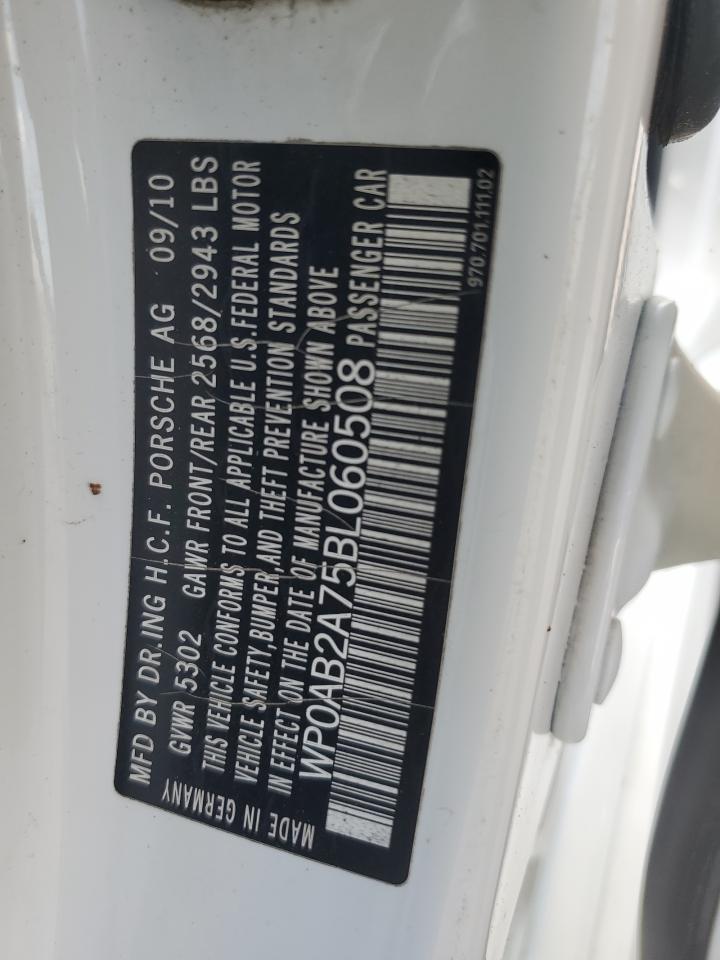 MFD BY DR.ING H.C.F. PORSCHE AG 09/10
GVWR 5302 GAWR FRONT/REAR 2568/2943 LBS
THIS VEHICLE CONFORMS TO ALL APPLICABLE U.S.FEDERAL MOTOR
VEHICLE SAFETY,BUMPER,AND THEFT PREVENTION STANDARDS
IN EFFECT ON THE DATE OF MANUFACTURE SHOWN ABOVE
WP0AB2A75BL060508 PASSENGER CAR
MADE IN GERMANY
970.701.111.02